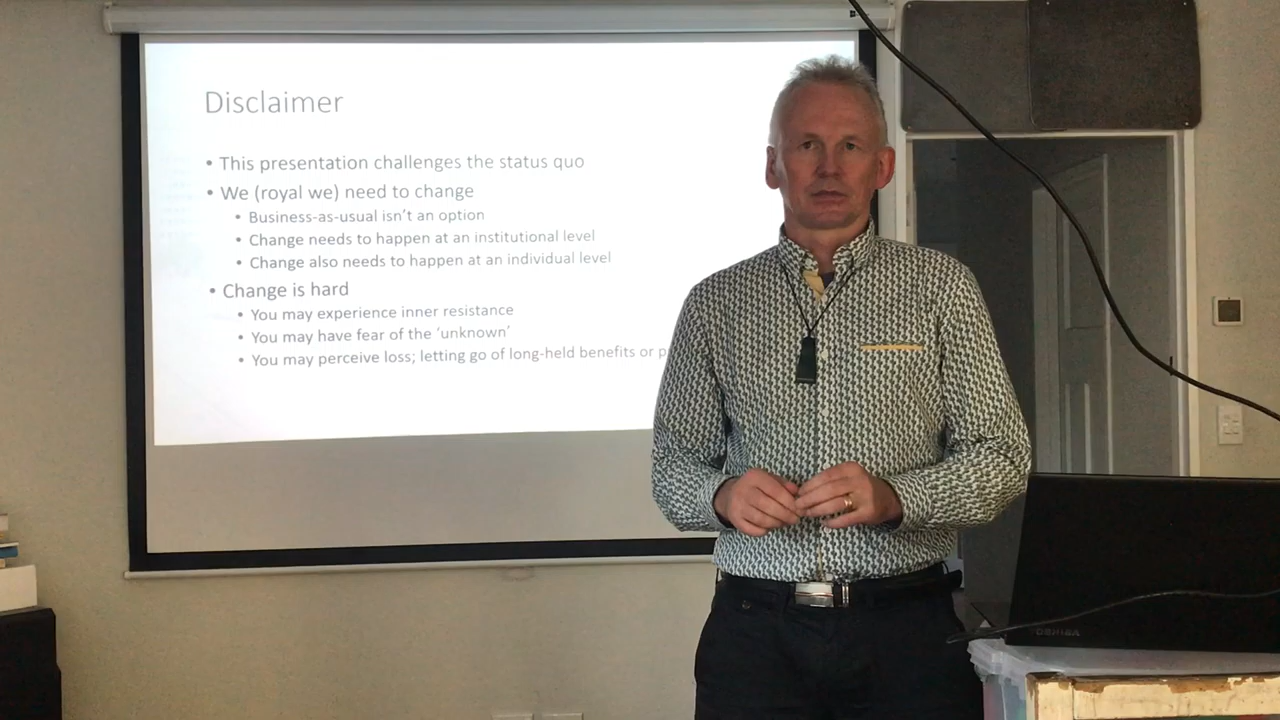 Disclaimer
• This presentation challenges the status quo
• We (royal we) need to change
• Business-as-usual isn't an option
• Change needs to happen at an institutional level
• Change also needs to happen at an individual level
• Change is hard
• You may experience inner resistance
• You may have fear of the 'unknown'
• You may perceive loss; letting go of long-held benefits or
TOSHIBA